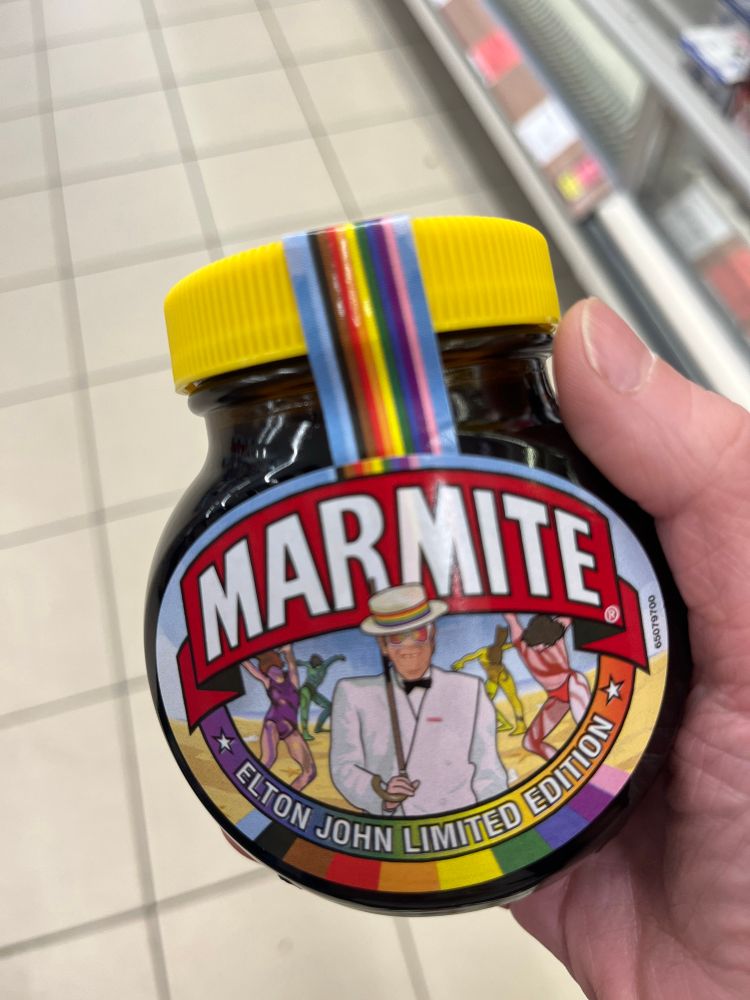 MARMITE®
65079700
ELTON JOHN LIMITED EDITION